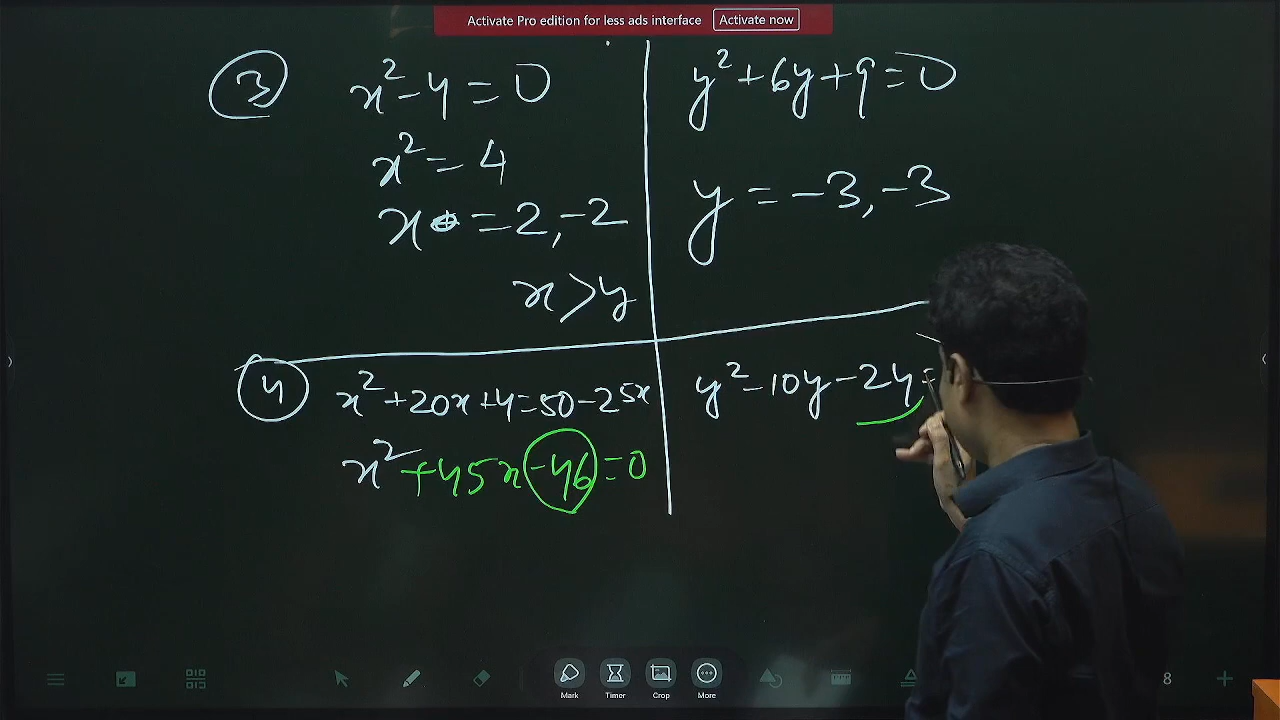 Activate Pro edition for less ads interface Activate now
3
x² - 4 = 0
x² = 4
x = 2, -2
x > y
y² + 6y + 9 = 0
y = -3, -3
4
x² + 20x + 4 = 50 - 25x
x² + 45x - 46 = 0
y² - 10y - 24 =
Mark Timer Crop More
8